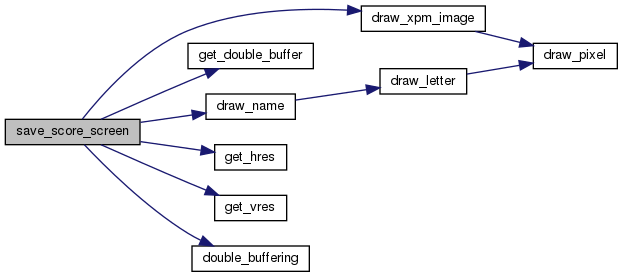 draw_xpm_image
get_double_buffer
draw_pixel
draw_letter
draw_name
save_score_screen
get_hres
get_vres
double_buffering